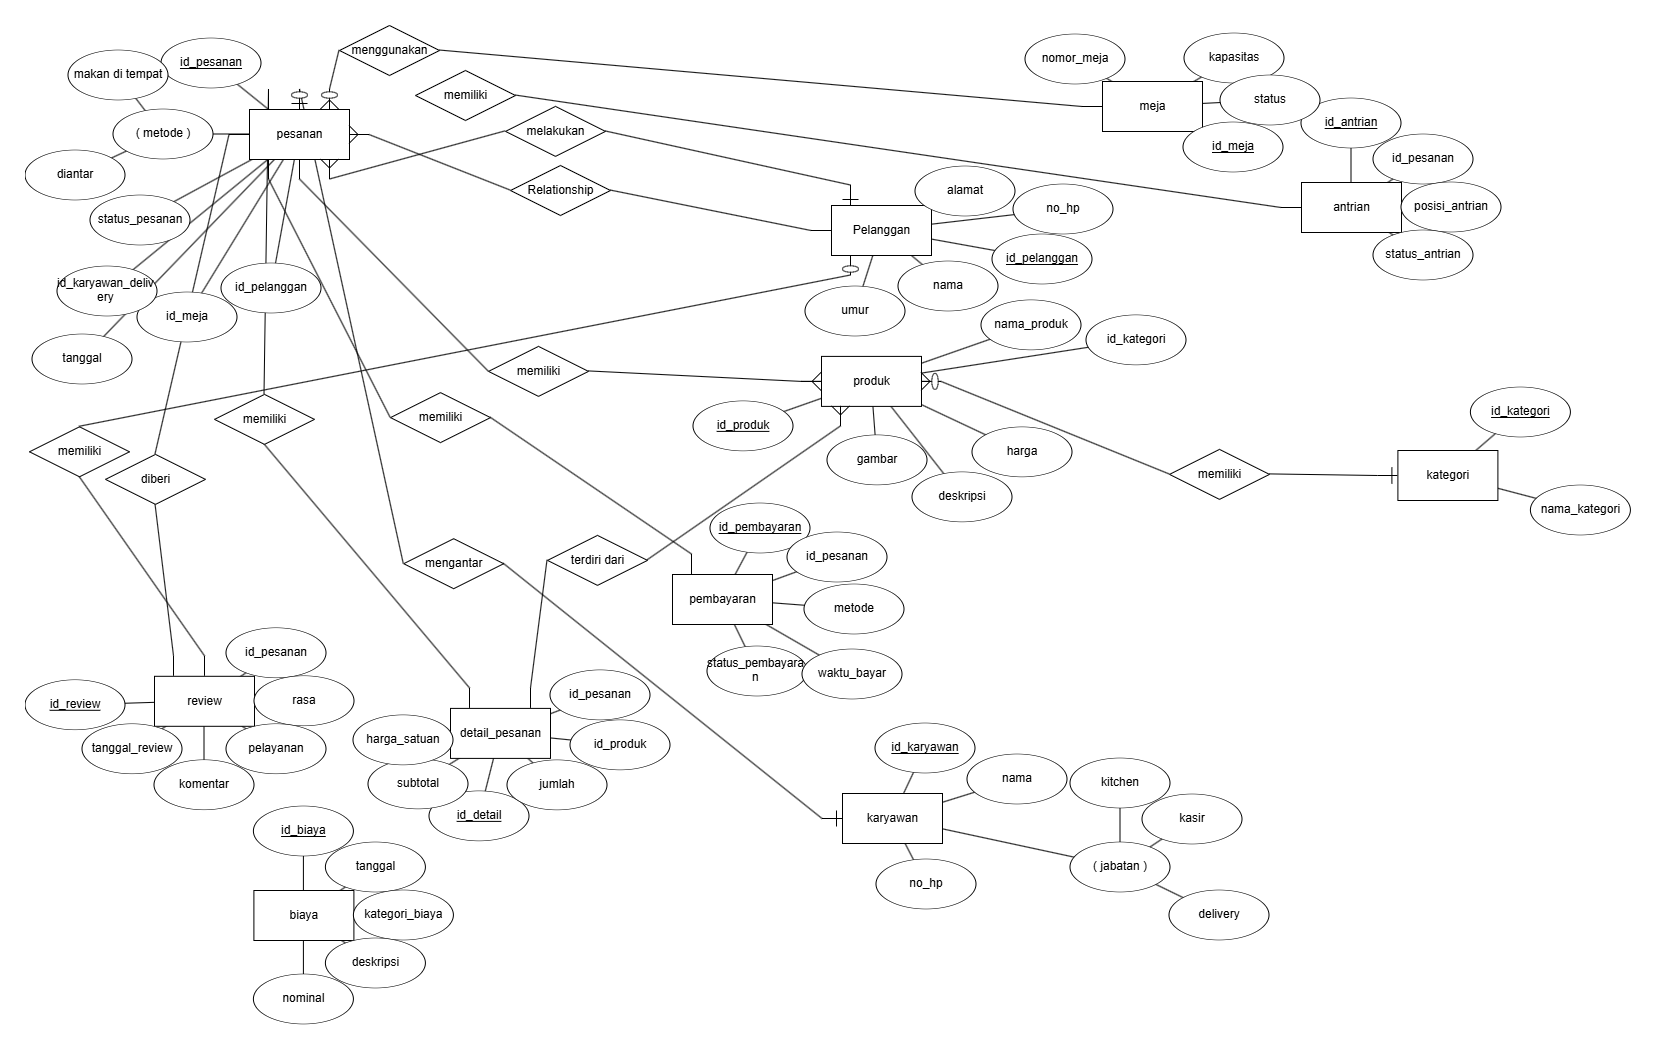 menggunakan
nomor_meja
kapasitas
makan di tempat
id_pesanan
memiliki
meja
status
id_antrian
( metode )
pesanan
melakukan
id_meja
id_pesanan
diantar
Relationship
alamat
no_hp
antrian
posisi_antrian
status_pesanan
Pelanggan
id_pelanggan
status_antrian
id_karyawan_deliv
ery
id_pelanggan
nama
id_meja
umur
nama_produk
id_kategori
tanggal
memiliki
produk
memiliki
memiliki
id_produk
id_kategori
memiliki
diberi
gambar
harga
deskripsi
memiliki
kategori
nama_kategori
id_pembayaran
mengantar
terdiri dari
id_pesanan
pembayaran
metode
id_pesanan
status_pembayara
n
waktu_bayar
id_review
review
rasa
id_pesanan
tanggal_review
pelayanan
harga_satuan
detail_pesanan
id_produk
komentar
subtotal
jumlah
id_detail
id_karyawan
nama
kitchen
id_biaya
karyawan
kasir
tanggal
no_hp
( jabatan )
biaya
kategori_biaya
delivery
deskripsi
nominal